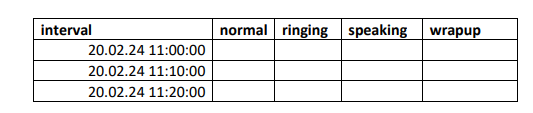 interval normal ringing speaking wrapup
20.02.24 11:00:00
20.02.24 11:10:00
20.02.24 11:20:00